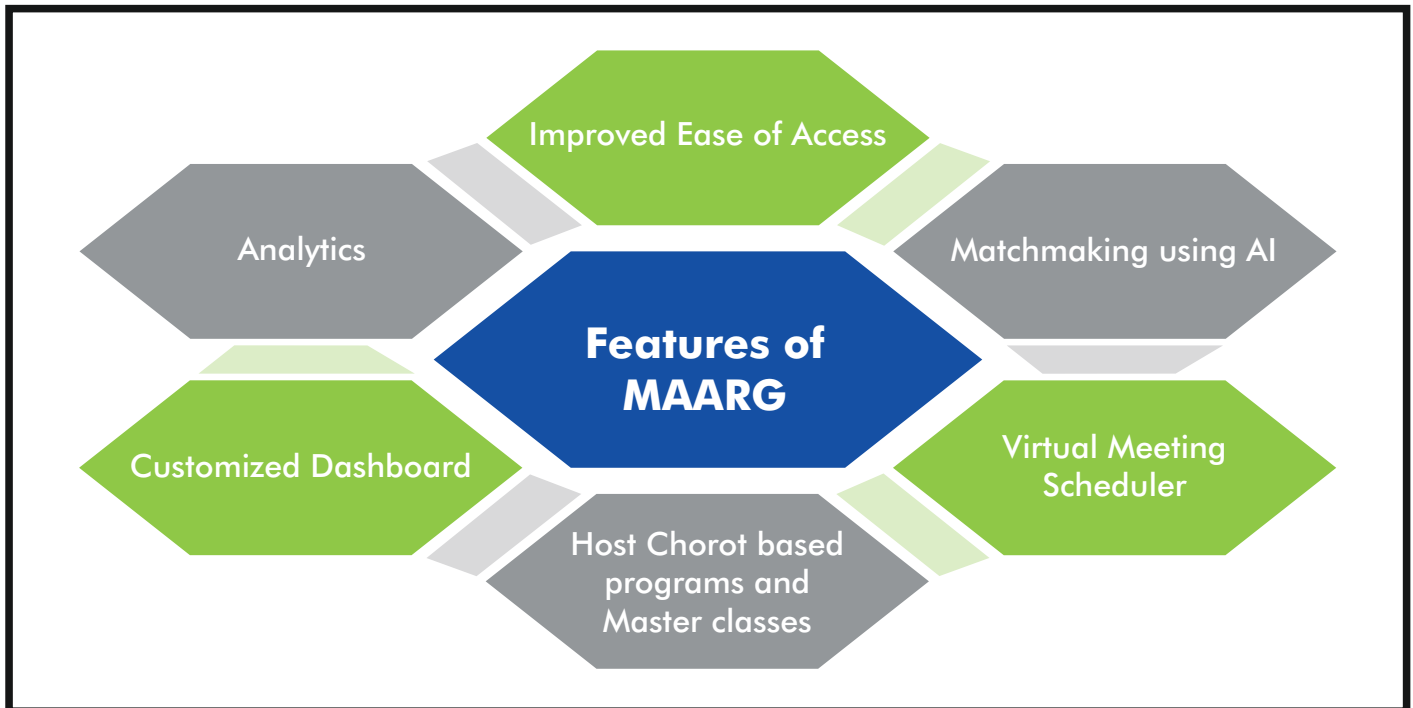 Improved Ease of Access
Analytics
Matchmaking using AI
Features of
MAARG
Customized Dashboard
Virtual Meeting
Scheduler
Host Chorot based
programs and
Master classes